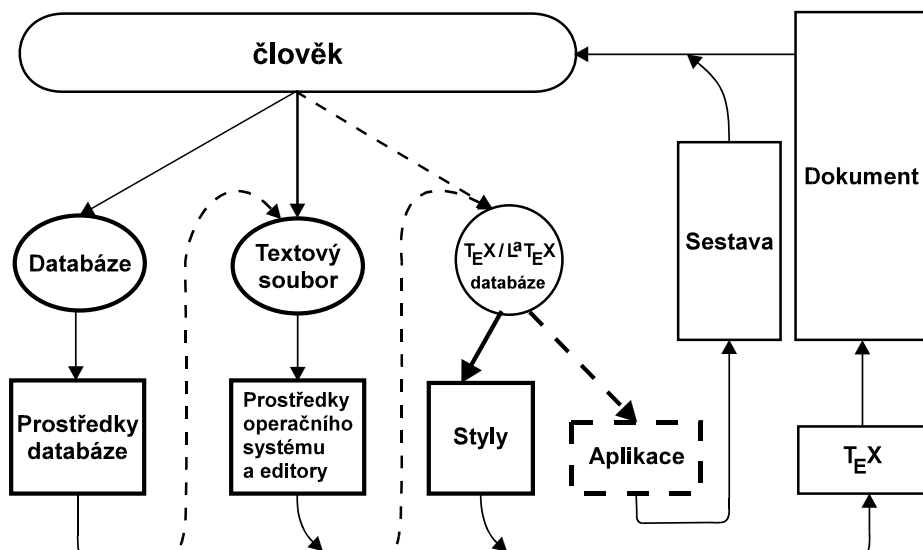 člověk
Dokument
Sestava
Databáze
Textový
soubor
TEX/LaTEX
databáze
Prostředky
databáze
Prostředky
operačního
systému
a editory
Styly
Aplikace
TEX